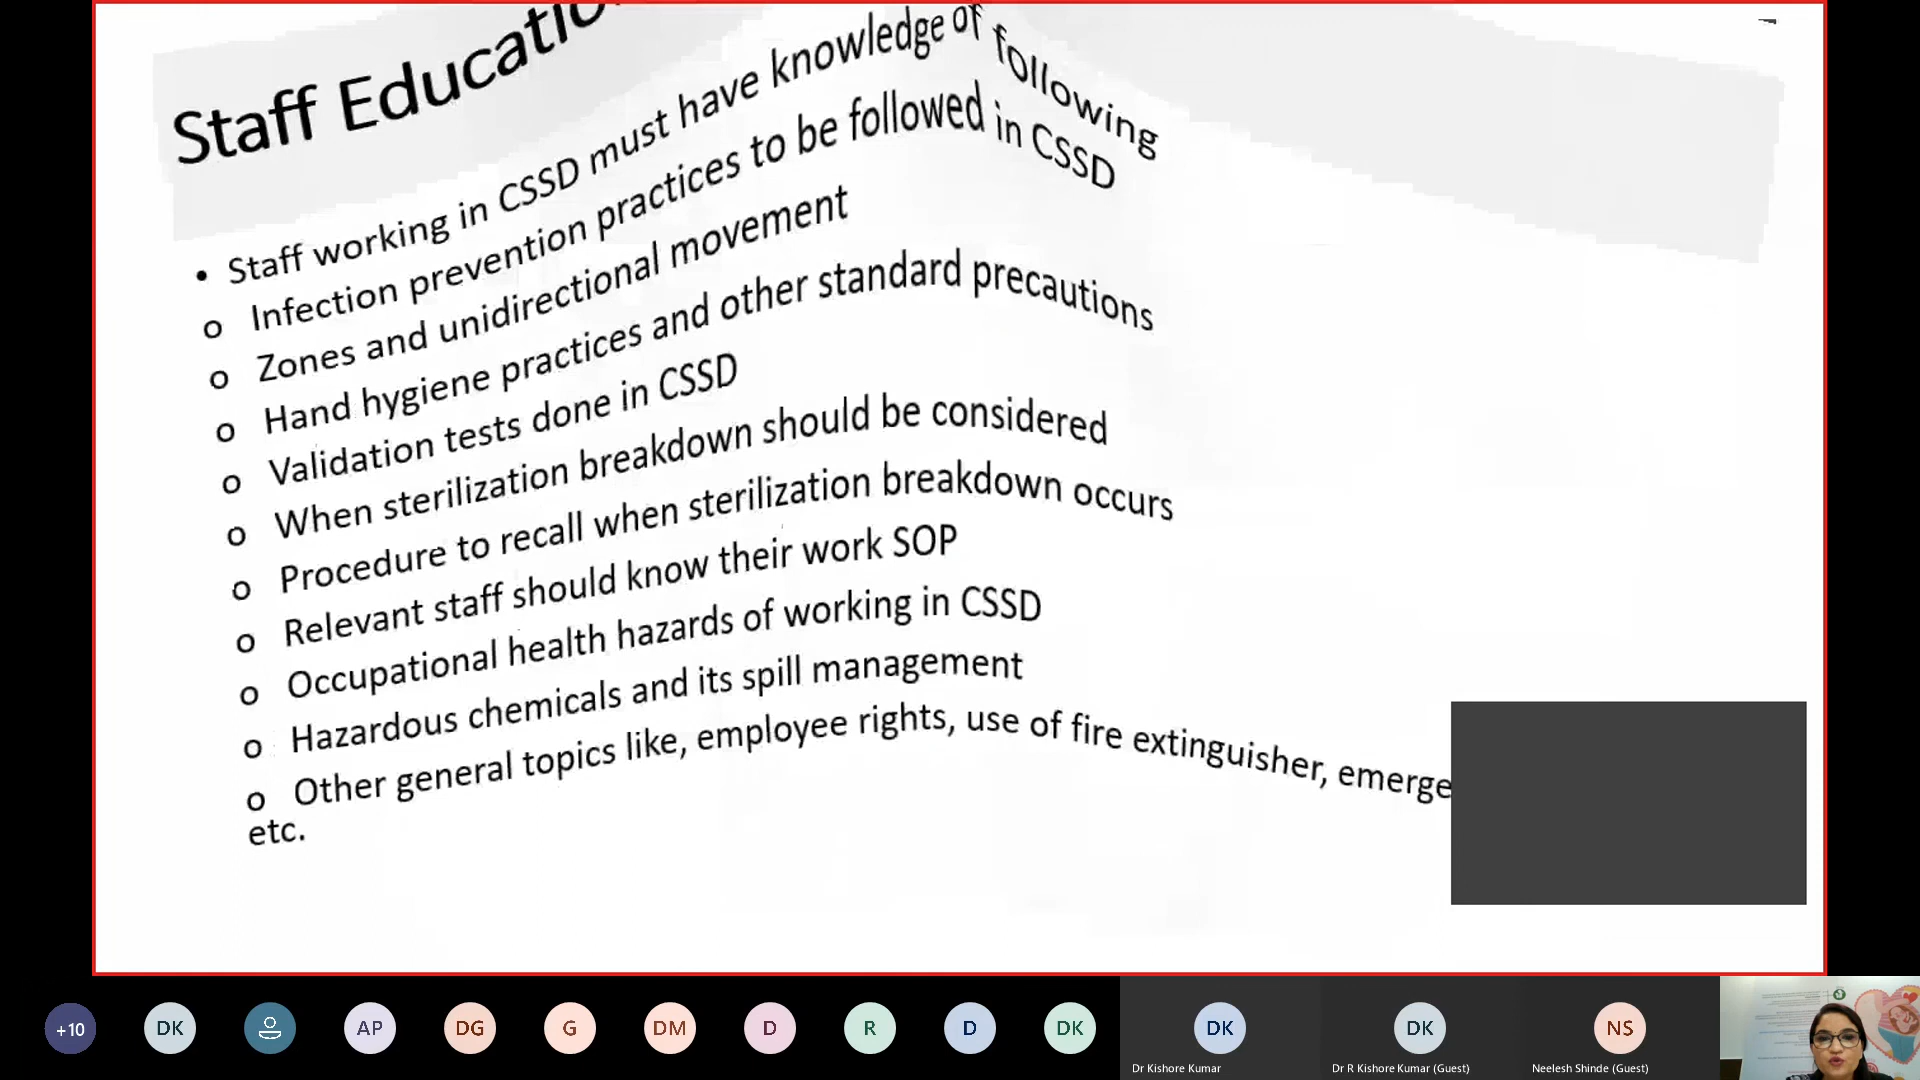 Staff Educatio
• Staff working in CSSD must have knowledge of following
o Infection prevention practices to be followed in CSSD
o Zones and unidirectional movement
o Hand hygiene practices and other standard precautions
o Validation tests done in CSSD
o When sterilization breakdown should be considered
o Procedure to recall when sterilization breakdown occurs
o Relevant staff should know their work SOP
o Occupational health hazards of working in CSSD
o Hazardous chemicals and its spill management
o Other general topics like, employee rights, use of fire extinguisher, emerge
etc.
+10 DK AP DG G DM D R D DK DK DK NS
Dr Kishore Kumar Dr R Kishore Kumar (Guest) Neelesh Shinde (Guest)